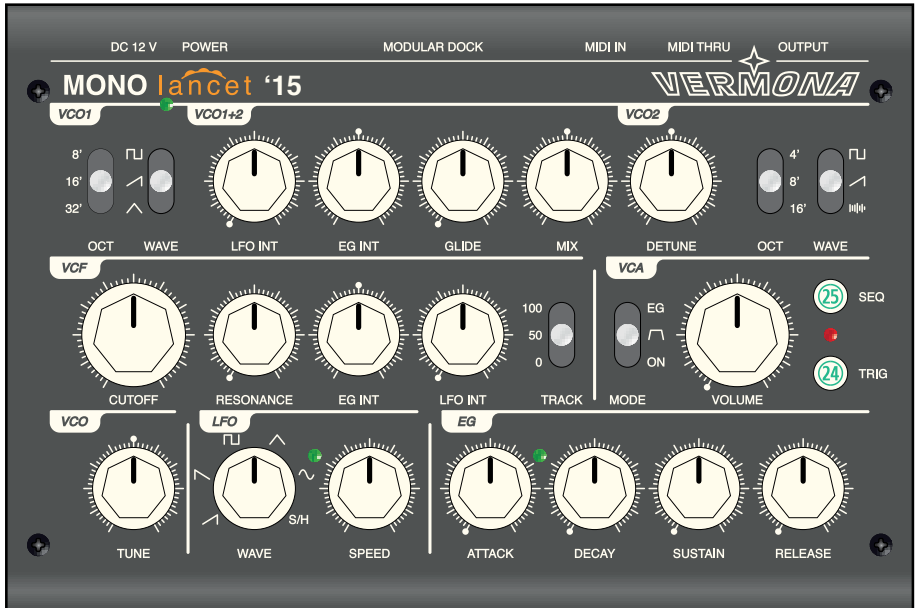 DC 12 V POWER MODULAR DOCK MIDI IN MIDI THRU OUTPUT
MONO lancet '15 VERMONA
VCO1 VCO1+2 VCO2
8' 4'
16' 8'
32' 16'
OCT WAVE LFO INT EG INT GLIDE MIX DETUNE OCT WAVE
VCF VCA
100 EG 25 SEQ
50
0 ON 24 TRIG
CUTOFF RESONANCE EG INT LFO INT TRACK MODE VOLUME
VCO LFO EG
S/H
TUNE WAVE SPEED ATTACK DECAY SUSTAIN RELEASE